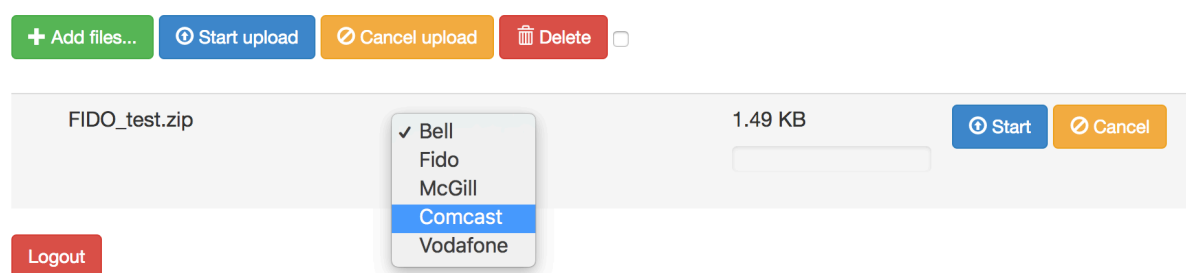 Add files... Start upload Cancel upload Delete
FIDO_test.zip
Bell
Fido
McGill
Comcast
Vodafone
1.49 KB
Start Cancel
Logout